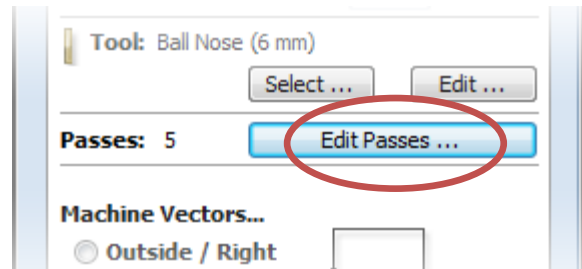 Tool: Ball Nose (6 mm)
Select ... Edit ...
Passes: 5 Edit Passes ...
Machine Vectors...
Outside / Right